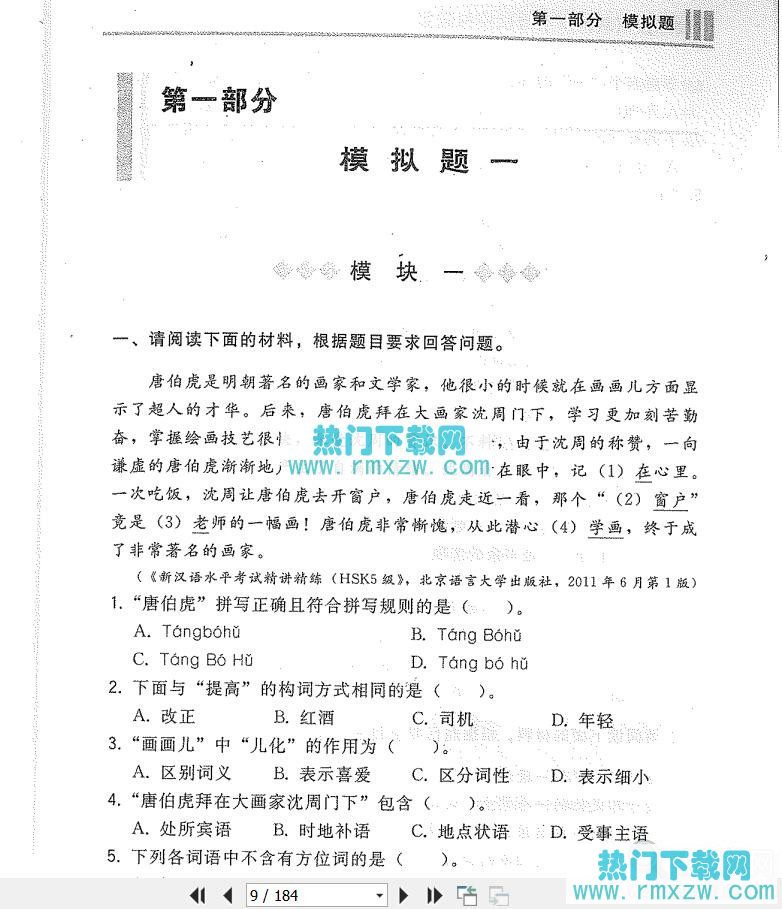 第一部分 模拟题
第一部分
模 拟 题 一
模 块 一
一、请阅读下面的材料，根据题目要求回答问题。
唐伯虎是明朝著名的画家和文学家，他很小的时候就在画画儿方面显
示了超人的才华。后来，唐伯虎拜在大画家沈周门下，学习更加刻苦勤
奋，掌握绘画技艺很 ，由于沈周的称赞，一向
谦虚的唐伯虎渐渐地 在眼中，记（1）在心里。
一次吃饭，沈周让唐伯虎去开窗户，唐伯虎走近一看，那个“（2）窗户”
竟是（3）老师的一幅画！唐伯虎非常惭愧，从此潜心（4）学画，终于成
了非常著名的画家。
（《新汉语水平考试精讲精练（HSK5级》，北京语言大学出版社，2011年6月第1版）
1. “唐伯虎”拼写正确且符合拼写规则的是（ ）。
A. Tángbóhǔ B. Táng Bóhǔ
C. Táng Bó Hǔ D. Táng bó hǔ
2. 下面与“提高”的构词方式相同的是（ ）。
A. 改正 B. 红酒 C. 司机 D. 年轻
3. “画画儿”中“儿化”的作用为（ ）。
A. 区别词义 B. 表示喜爱 C. 区分词性 D. 表示细小
4. “唐伯虎拜在大画家沈周门下”包含（ ）。
A. 处所宾语 B. 时地补语 C. 地点状语 D. 受事主语
5. 下列各词语中不含有方位词的是（ ）。
热门下载网
www.rmxzw.com
热门下载网
www.rmxzw.com
9 / 184